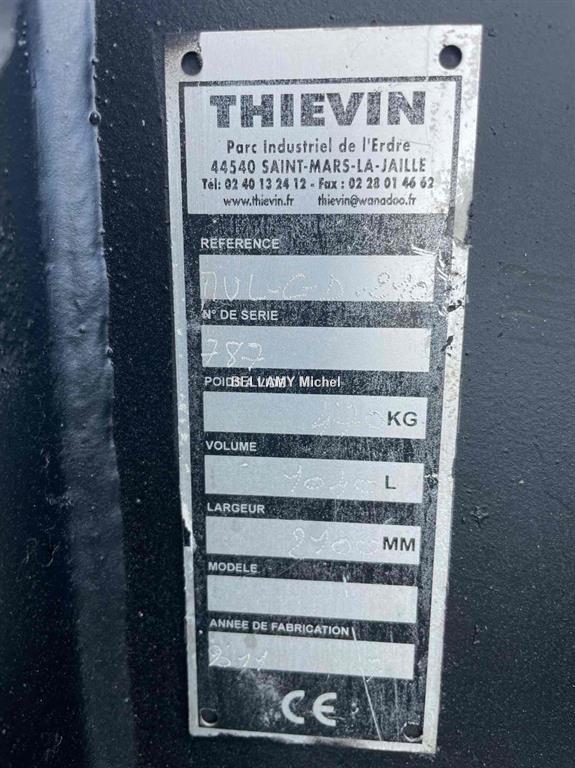 THIEVIN
Parc Industriel de l'Erdre
44540 SAINT-MARS-LA-JAILLE
Tél: 02 40 13 24 12 - Fax : 02 28 01 46 62
www.thievin.fr thievin@wanadoo.fr
REFERENCE
N° DE SERIE
787
POIDS A VIDE
BELLAMY Michel
KG
VOLUME
L
LARGEUR
2100 MM
MODELE
ANNEE DE FABRICATION
CE